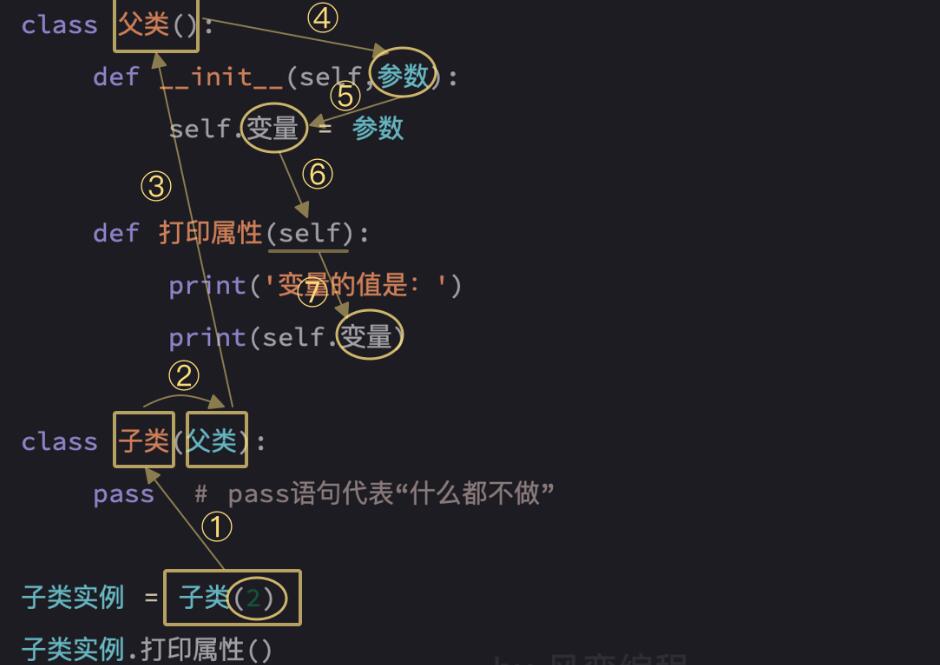 class 父类():
④
def __init__(self,参数):
⑤
self.变量 = 参数
⑥
③
def 打印属性(self):
print('变量的值是：')
⑦
print(self.变量)
②
class 子类(父类):
pass # pass语句代表“什么都不做”
①
子类实例 = 子类(2)
子类实例.打印属性()